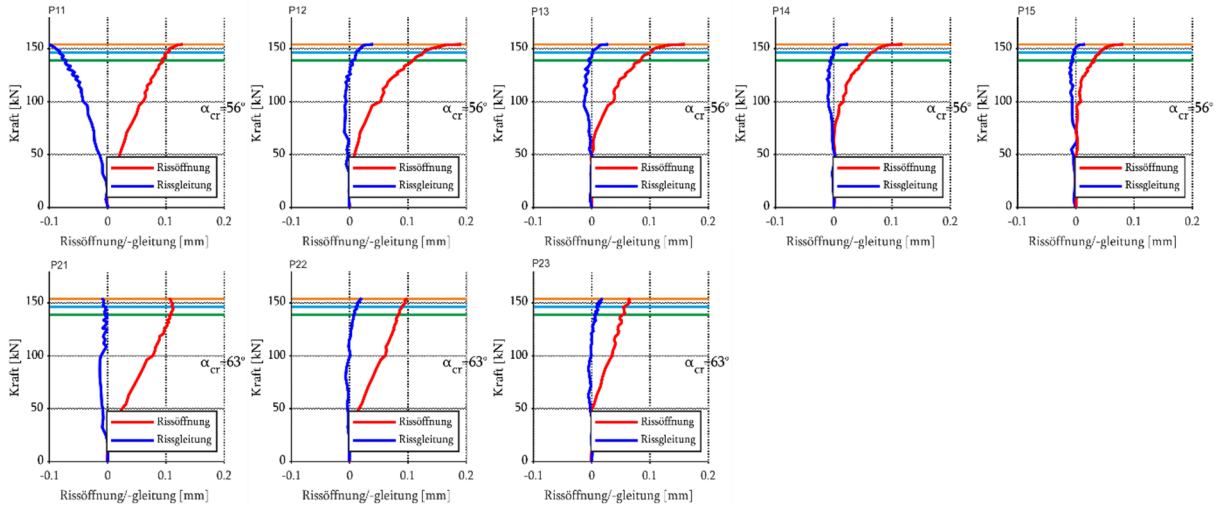 P11
P12
P13
P14
P15
150
100
50
0
Kraft [kN]
α_cr=56°
Rissöffnung
Rissgleitung
-0.1 0 0.1 0.2
Rissöffnung/-gleitung [mm]
150
100
50
0
Kraft [kN]
α_cr=56°
Rissöffnung
Rissgleitung
-0.1 0 0.1 0.2
Rissöffnung/-gleitung [mm]
150
100
50
0
Kraft [kN]
α_cr=56°
Rissöffnung
Rissgleitung
-0.1 0 0.1 0.2
Rissöffnung/-gleitung [mm]
150
100
50
0
Kraft [kN]
α_cr=56°
Rissöffnung
Rissgleitung
-0.1 0 0.1 0.2
Rissöffnung/-gleitung [mm]
150
100
50
0
Kraft [kN]
α_cr=56°
Rissöffnung
Rissgleitung
-0.1 0 0.1 0.2
Rissöffnung/-gleitung [mm]
P21
P22
P23
150
100
50
0
Kraft [kN]
α_cr=63°
Rissöffnung
Rissgleitung
-0.1 0 0.1 0.2
Rissöffnung/-gleitung [mm]
150
100
50
0
Kraft [kN]
α_cr=63°
Rissöffnung
Rissgleitung
-0.1 0 0.1 0.2
Rissöffnung/-gleitung [mm]
150
100
50
0
Kraft [kN]
α_cr=63°
Rissöffnung
Rissgleitung
-0.1 0 0.1 0.2
Rissöffnung/-gleitung [mm]